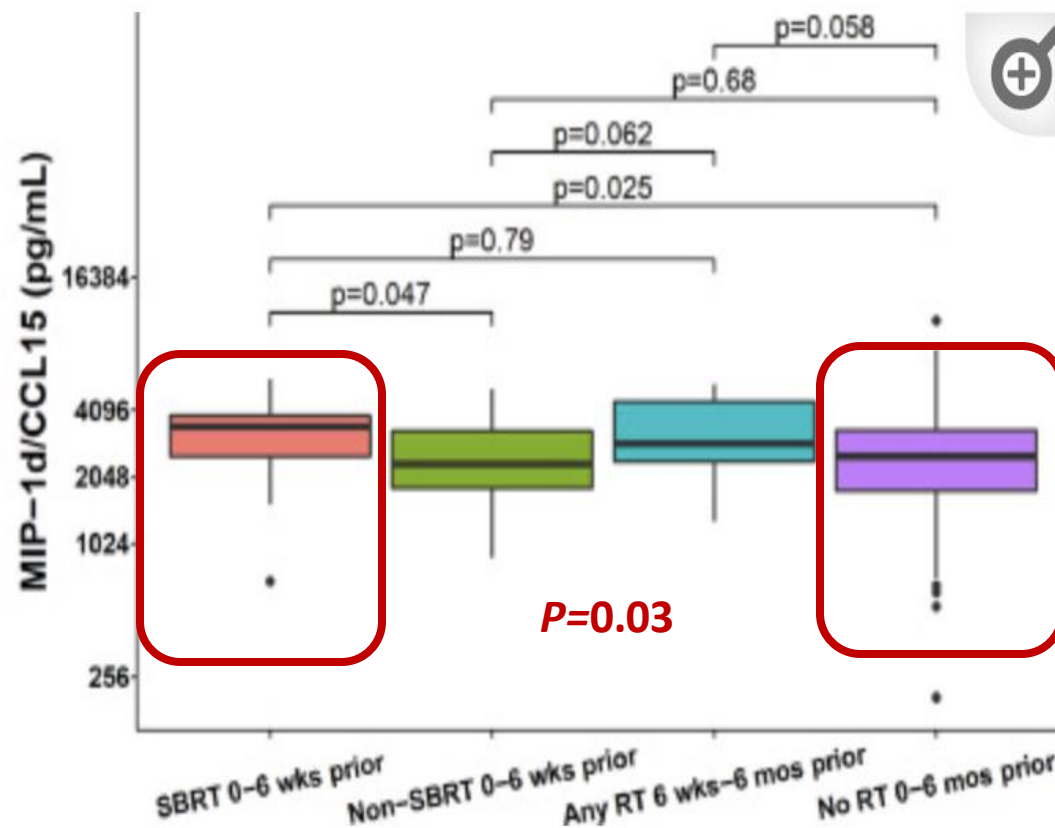 p=0.058
p=0.68
p=0.062
p=0.025
p=0.79
p=0.047
MIP−1d/CCL15 (pg/mL)
16384
4096
2048
1024
256
P=0.03
SBRT 0−6 wks prior
Non−SBRT 0−6 wks prior
Any RT 6 wks−6 mos prior
No RT 0−6 mos prior